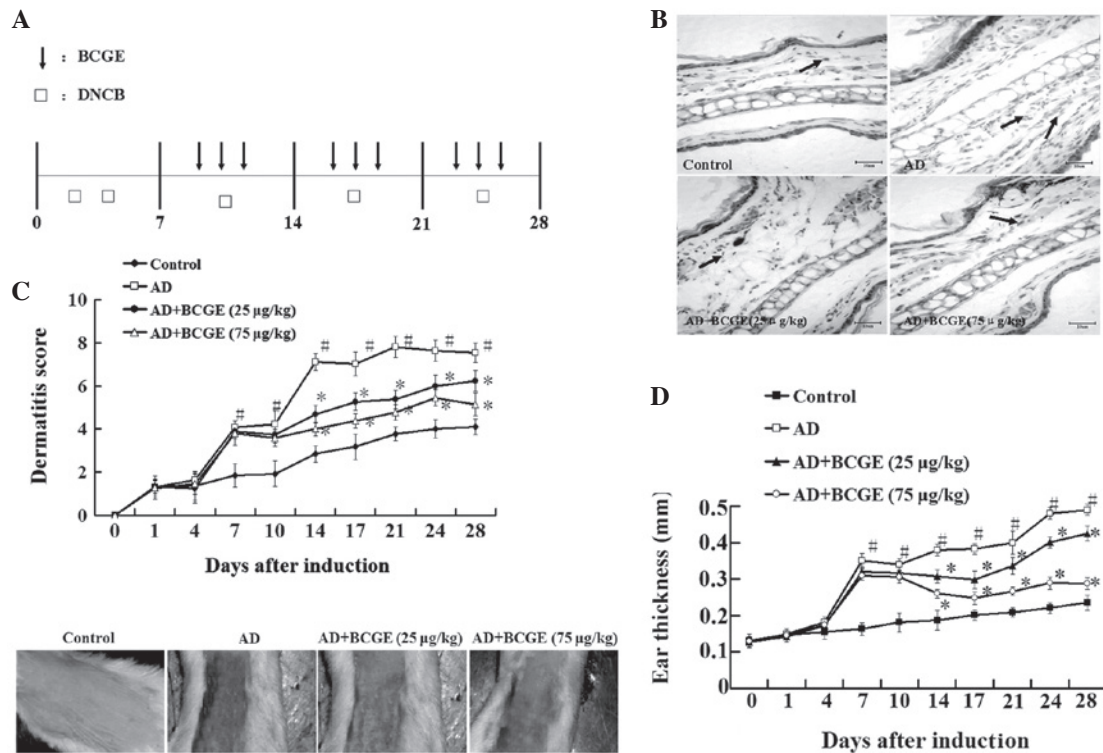 A
↓ : BCGE
□ : DNCB
0 7 14 21 28
B
Control
AD
AD+BCGE(25μg/kg)
AD+BCGE(75μg/kg)
C
Control
AD
AD+BCGE (25 μg/kg)
AD+BCGE (75 μg/kg)
Dermatitis score
10
8
6
4
2
0
# # # # # # #
* * * * *
* * * * *
0 1 4 7 10 14 17 21 24 28
Days after induction
Control
AD
AD+BCGE (25 μg/kg)
AD+BCGE (75 μg/kg)
D
Control
AD
AD+BCGE (25 μg/kg)
AD+BCGE (75 μg/kg)
Ear thickness (mm)
0.5
0.4
0.3
0.2
0.1
# # # # # # #
* * * * *
* * * * *
0 1 4 7 10 14 17 21 24 28
Days after induction